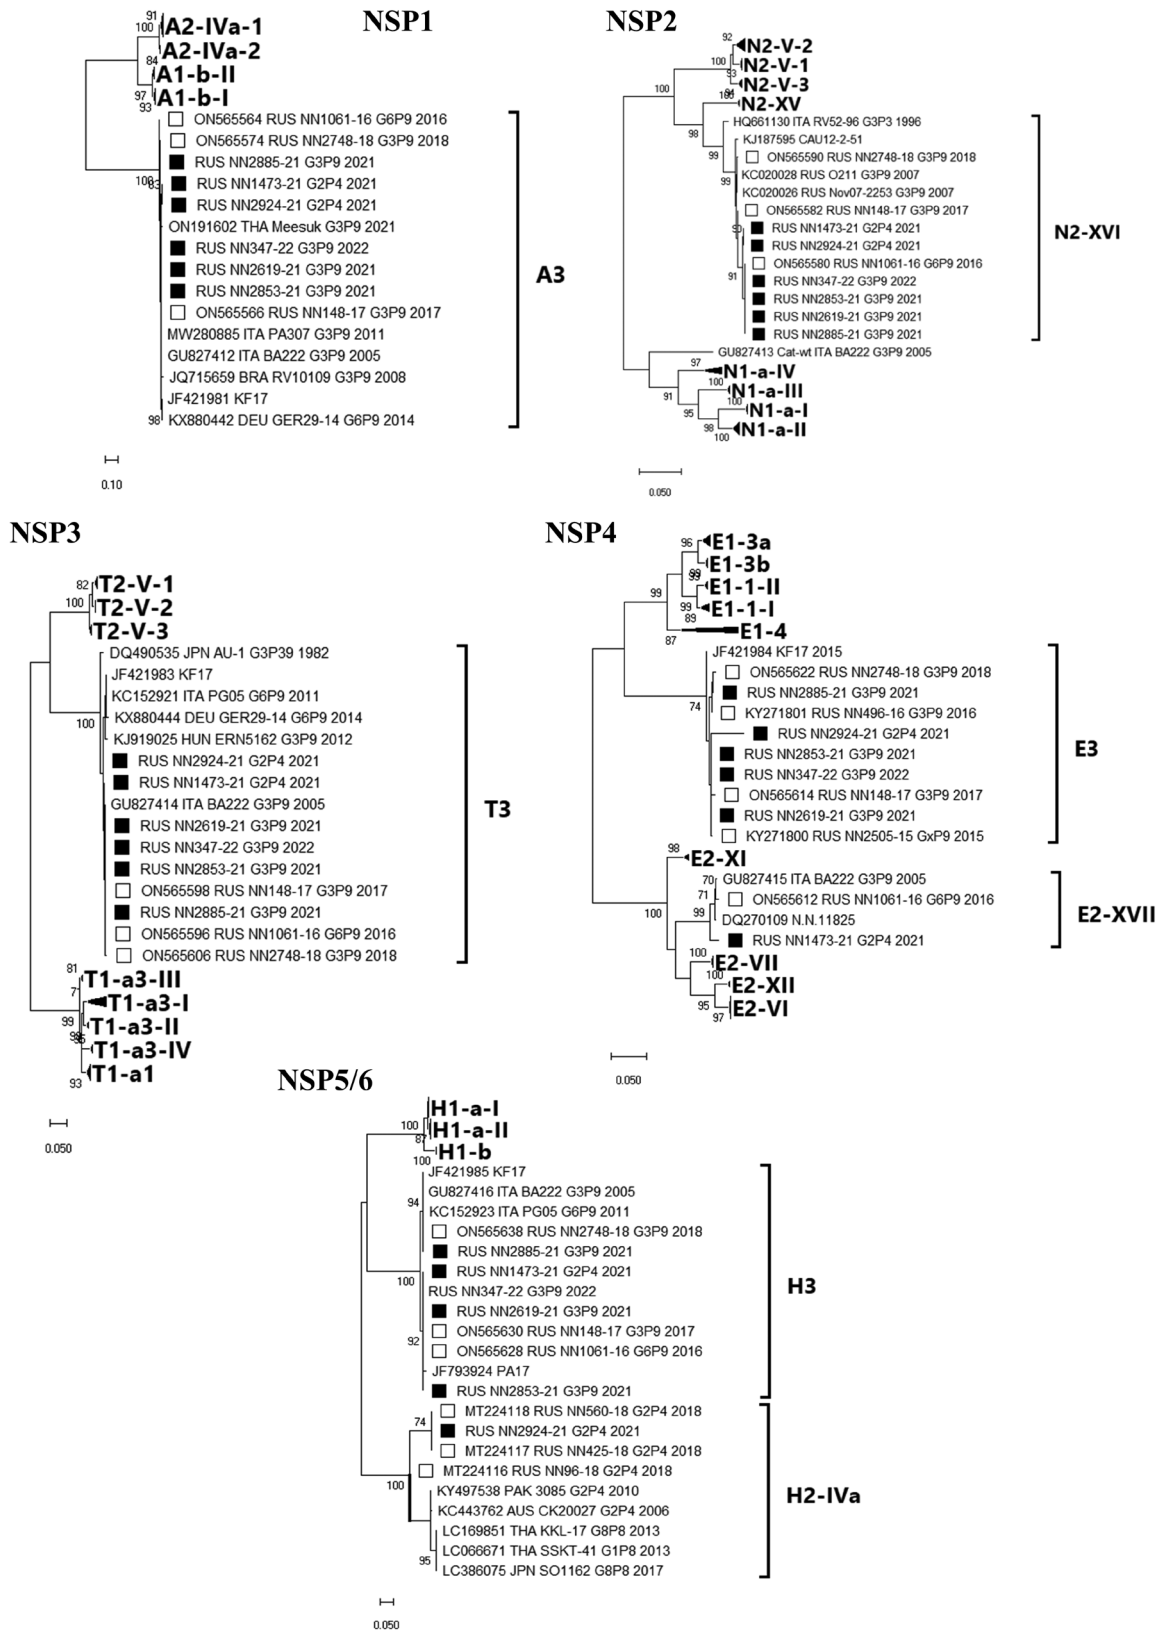 NSP1
91
100
A2-IVa-1
A2-IVa-2
84
A1-b-II
97
A1-b-I
93
ON565564 RUS NN1061-16 G6P9 2016
ON565574 RUS NN2748-18 G3P9 2018
RUS NN2885-21 G3P9 2021
100
83
RUS NN1473-21 G2P4 2021
RUS NN2924-21 G2P4 2021
ON191602 THA Meesuk G3P9 2021
RUS NN347-22 G3P9 2022
RUS NN2619-21 G3P9 2021
RUS NN2853-21 G3P9 2021
ON565566 RUS NN148-17 G3P9 2017
MW280885 ITA PA307 G3P9 2011
GU827412 ITA BA222 G3P9 2005
JQ715659 BRA RV10109 G3P9 2008
JF421981 KF17
98
KX880442 DEU GER29-14 G6P9 2014
A3
0.10
NSP2
92
N2-V-2
100
N2-V-1
93
N2-V-3
94
100
100
N2-XV
HQ661130 ITA RV52-96 G3P3 1996
98
KJ187595 CAU12-2-51
99
ON565590 RUS NN2748-18 G3P9 2018
KC020028 RUS O211 G3P9 2007
99
KC020026 RUS Nov07-2253 G3P9 2007
ON565582 RUS NN148-17 G3P9 2017
90
RUS NN1473-21 G2P4 2021
RUS NN2924-21 G2P4 2021
ON565580 RUS NN1061-16 G6P9 2016
91
RUS NN347-22 G3P9 2022
RUS NN2853-21 G3P9 2021
RUS NN2619-21 G3P9 2021
RUS NN2885-21 G3P9 2021
N2-XVI
GU827413 Cat-wt ITA BA222 G3P9 2005
97
N1-a-IV
91
100
N1-a-III
100
95
N1-a-I
98
N1-a-II
100
0.050
NSP3
82
T2-V-1
100
T2-V-2
T2-V-3
DQ490535 JPN AU-1 G3P39 1982
JF421983 KF17
KC152921 ITA PG05 G6P9 2011
100
KX880444 DEU GER29-14 G6P9 2014
KJ919025 HUN ERN5162 G3P9 2012
RUS NN2924-21 G2P4 2021
RUS NN1473-21 G2P4 2021
GU827414 ITA BA222 G3P9 2005
RUS NN2619-21 G3P9 2021
RUS NN347-22 G3P9 2022
RUS NN2853-21 G3P9 2021
ON565598 RUS NN148-17 G3P9 2017
RUS NN2885-21 G3P9 2021
ON565596 RUS NN1061-16 G6P9 2016
ON565606 RUS NN2748-18 G3P9 2018
T3
81
T1-a3-III
7
T1-a3-I
99
T1-a3-II
T1-a3-IV
93
T1-a1
0.050
NSP4
96
E1-3a
E1-3b
99
E1-1-II
99
99
E1-1-I
89
87
E1-4
JF421984 KF17 2015
ON565622 RUS NN2748-18 G3P9 2018
RUS NN2885-21 G3P9 2021
74
KY271801 RUS NN496-16 G3P9 2016
RUS NN2924-21 G2P4 2021
RUS NN2853-21 G3P9 2021
RUS NN347-22 G3P9 2022
ON565614 RUS NN148-17 G3P9 2017
RUS NN2619-21 G3P9 2021
KY271800 RUS NN2505-15 GxP9 2015
E3
98
E2-XI
70
GU827415 ITA BA222 G3P9 2005
71
ON565612 RUS NN1061-16 G6P9 2016
100
99
DQ270109 N.N.11825
RUS NN1473-21 G2P4 2021
E2-XVII
100
E2-VII
100
E2-XII
95
E2-VI
97
0.050
NSP5/6
H1-a-I
100
H1-a-II
87
H1-b
100
JF421985 KF17
GU827416 ITA BA222 G3P9 2005
94
KC152923 ITA PG05 G6P9 2011
ON565638 RUS NN2748-18 G3P9 2018
RUS NN2885-21 G3P9 2021
100
RUS NN1473-21 G2P4 2021
RUS NN347-22 G3P9 2022
RUS NN2619-21 G3P9 2021
ON565630 RUS NN148-17 G3P9 2017
92
ON565628 RUS NN1061-16 G6P9 2016
JF793924 PA17
RUS NN2853-21 G3P9 2021
H3
MT224118 RUS NN560-18 G2P4 2018
74
RUS NN2924-21 G2P4 2021
MT224117 RUS NN425-18 G2P4 2018
MT224116 RUS NN96-18 G2P4 2018
100
KY497538 PAK 3085 G2P4 2010
KC443762 AUS CK20027 G2P4 2006
LC169851 THA KKL-17 G8P8 2013
LC066671 THA SSKT-41 G1P8 2013
95
LC386075 JPN SO1162 G8P8 2017
H2-IVa
0.050